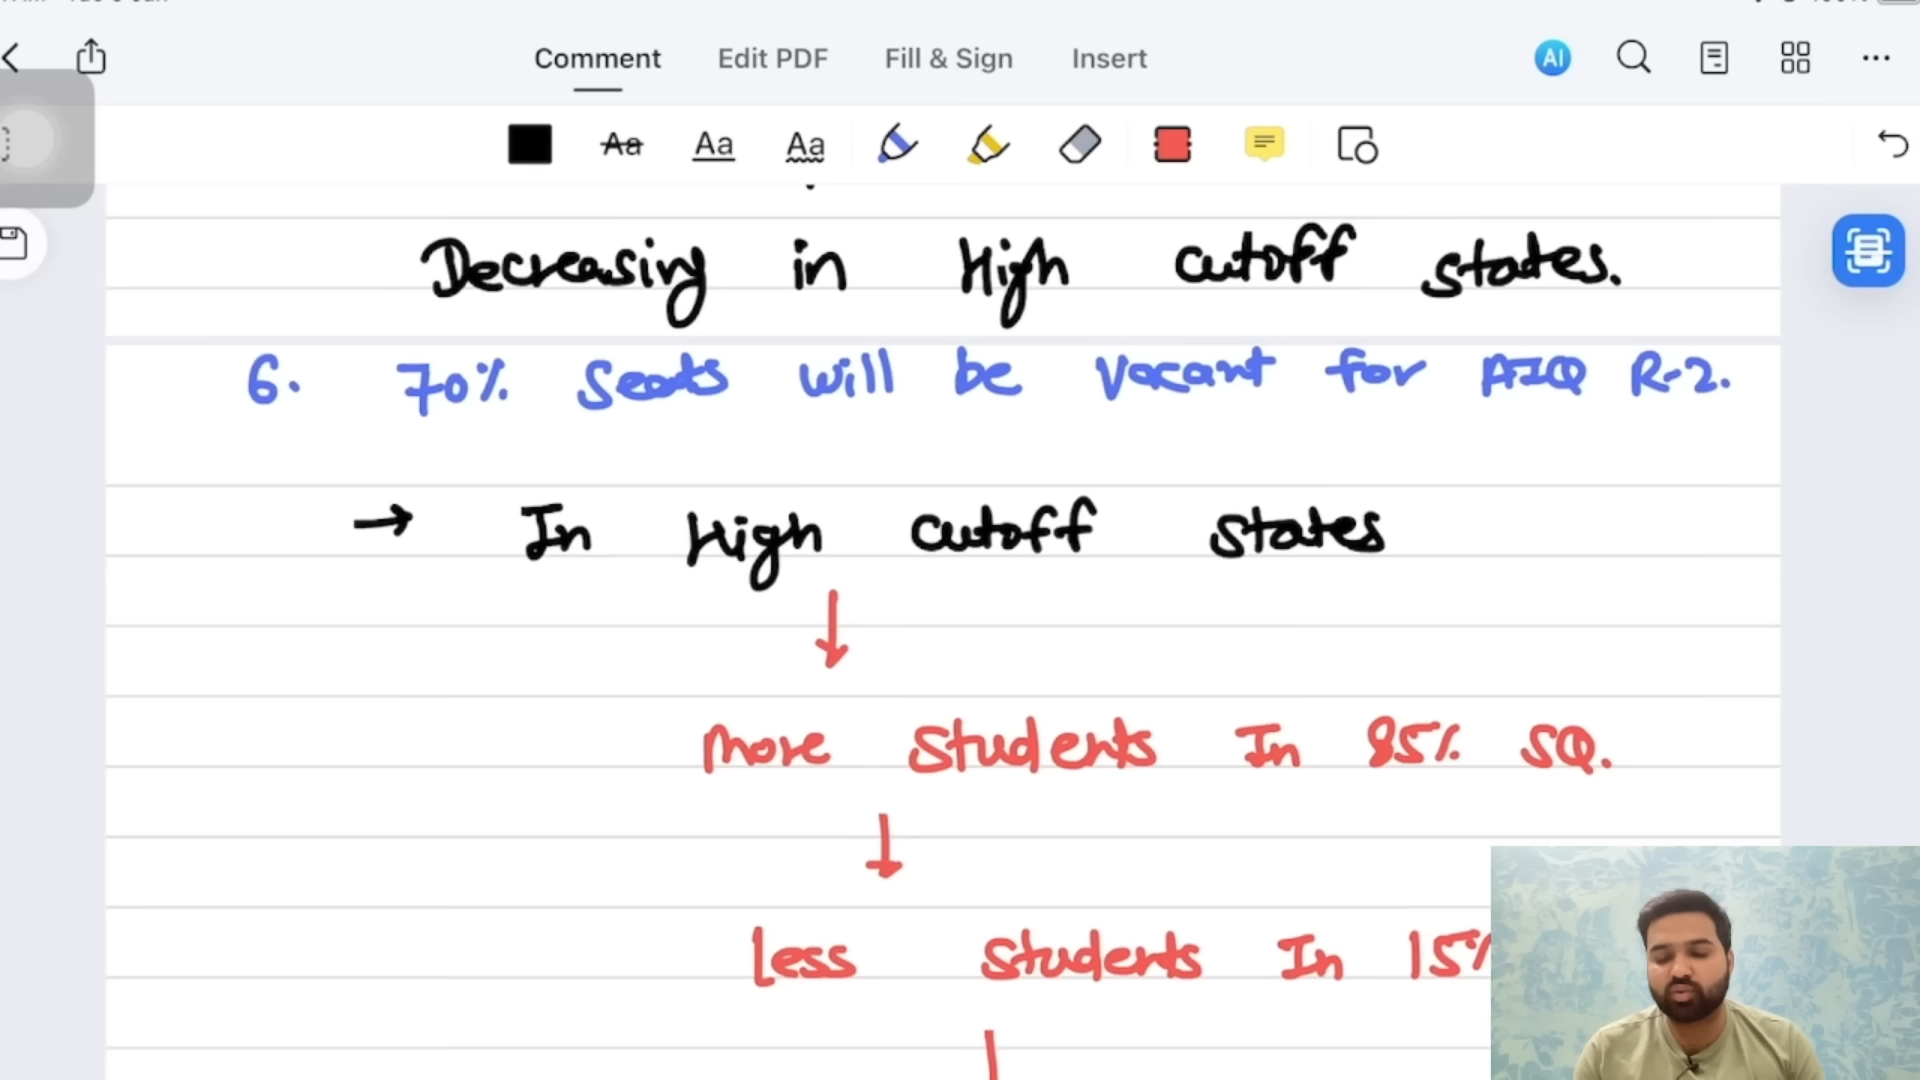 Comment Edit PDF Fill & Sign Insert AI
Aa Aa Aa
Decreasing in High cutoff states.
6. 70% Seats will be vacant for AIQ R-2.
→ In High cutoff states
↓
more students In 85% SQ.
↓
less students In 15%